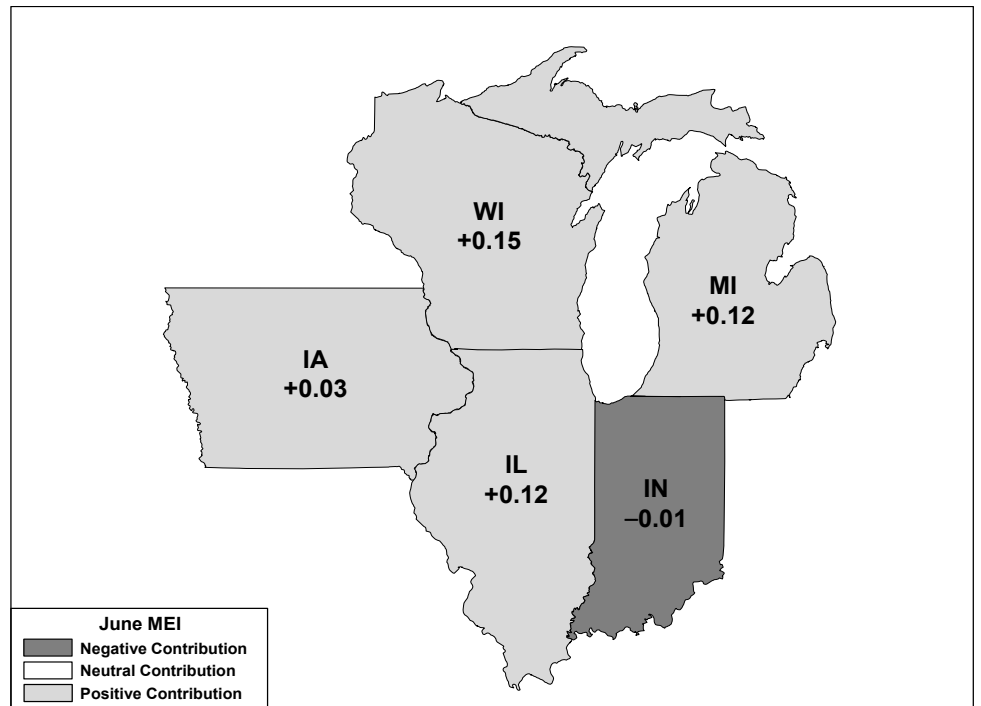 WI
+0.15
MI
+0.12
IA
+0.03
IL
+0.12
IN
−0.01
June MEI
Negative Contribution
Neutral Contribution
Positive Contribution